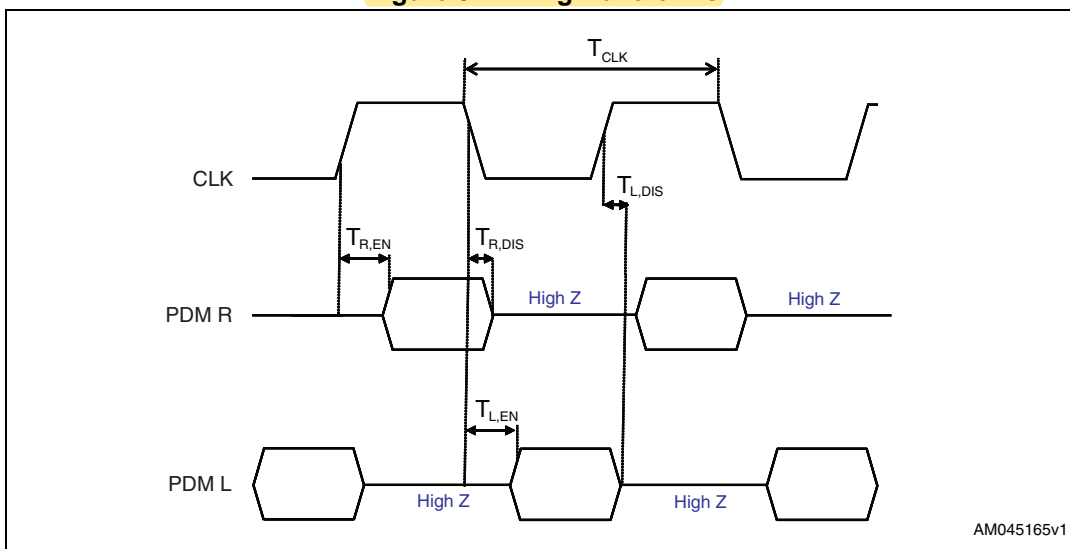 T_CLK
CLK
T_L,DIS
T_R,EN
T_R,DIS
PDM R
High Z
High Z
T_L,EN
PDM L
High Z
High Z
AM045165v1